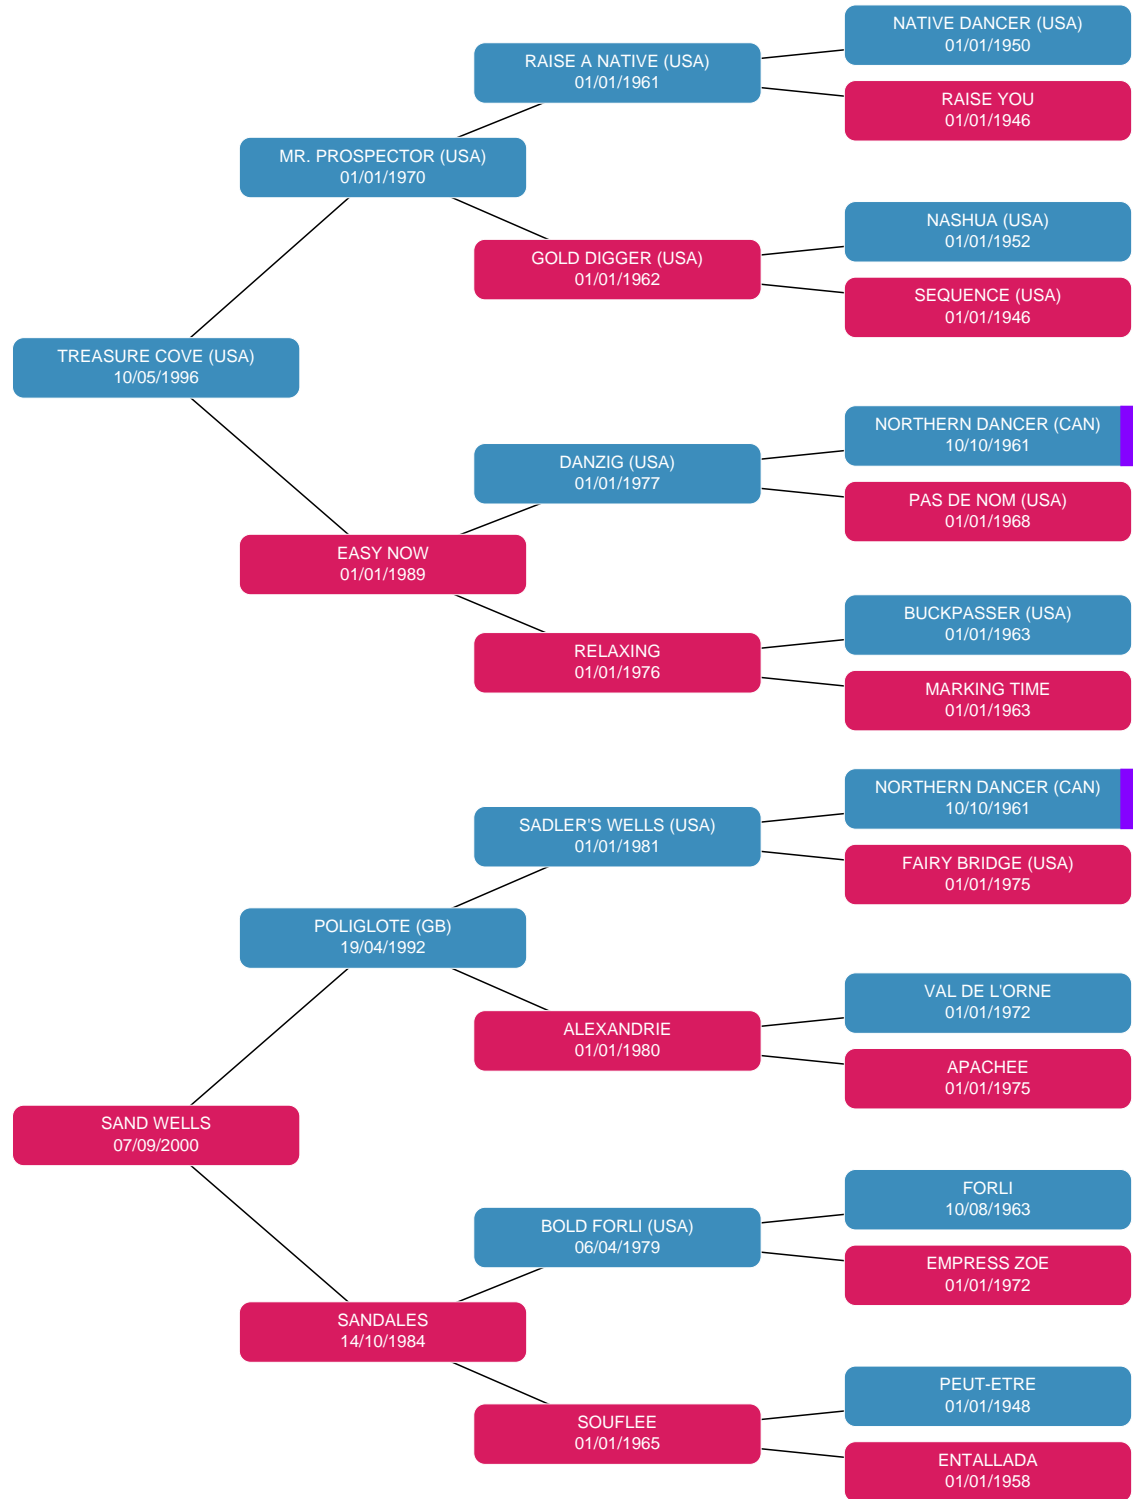 NATIVE DANCER (USA)
01/01/1950
RAISE A NATIVE (USA)
01/01/1961
RAISE YOU
01/01/1946
MR. PROSPECTOR (USA)
01/01/1970
NASHUA (USA)
01/01/1952
GOLD DIGGER (USA)
01/01/1962
SEQUENCE (USA)
01/01/1946
TREASURE COVE (USA)
10/05/1996
NORTHERN DANCER (CAN)
10/10/1961
DANZIG (USA)
01/01/1977
PAS DE NOM (USA)
01/01/1968
EASY NOW
01/01/1989
BUCKPASSER (USA)
01/01/1963
RELAXING
01/01/1976
MARKING TIME
01/01/1963
NORTHERN DANCER (CAN)
10/10/1961
SADLER'S WELLS (USA)
01/01/1981
FAIRY BRIDGE (USA)
01/01/1975
POLIGLOTE (GB)
19/04/1992
VAL DE L'ORNE
01/01/1972
ALEXANDRIE
01/01/1980
APACHEE
01/01/1975
SAND WELLS
07/09/2000
FORLI
10/08/1963
BOLD FORLI (USA)
06/04/1979
EMPRESS ZOE
01/01/1972
SANDALES
14/10/1984
PEUT-ETRE
01/01/1948
SOUFLEE
01/01/1965
ENTALLADA
01/01/1958